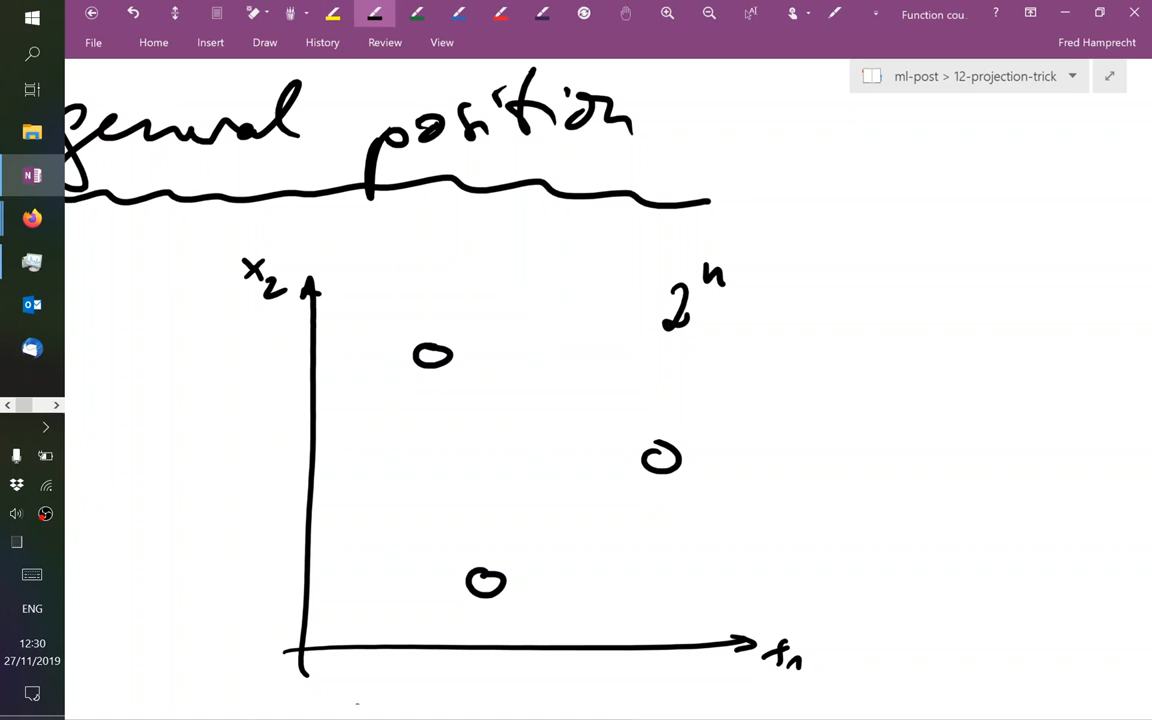 Function cou...
Fred Hamprecht
File Home Insert Draw History Review View
ml-post > 12-projection-trick
general position
x2
2^n
ENG
12:30
27/11/2019